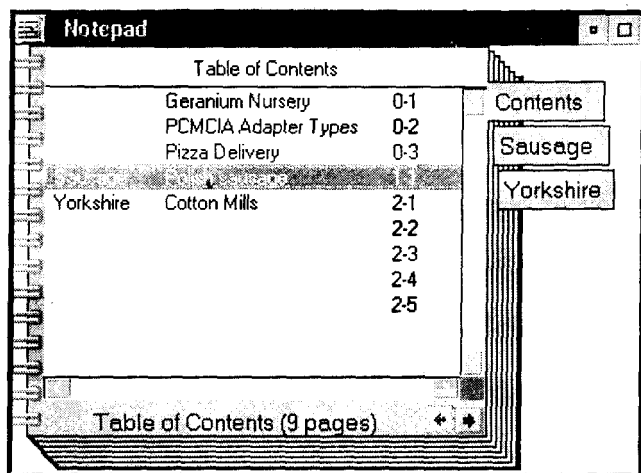 Notepad
Table of Contents
Geranium Nursery 0-1
PCMCIA Adapter Types 0-2
Pizza Delivery 0-3
1-1
Yorkshire Cotton Mills 2-1
2-2
2-3
2-4
2-5
Table of Contents (9 pages)
Contents
Sausage
Yorkshire